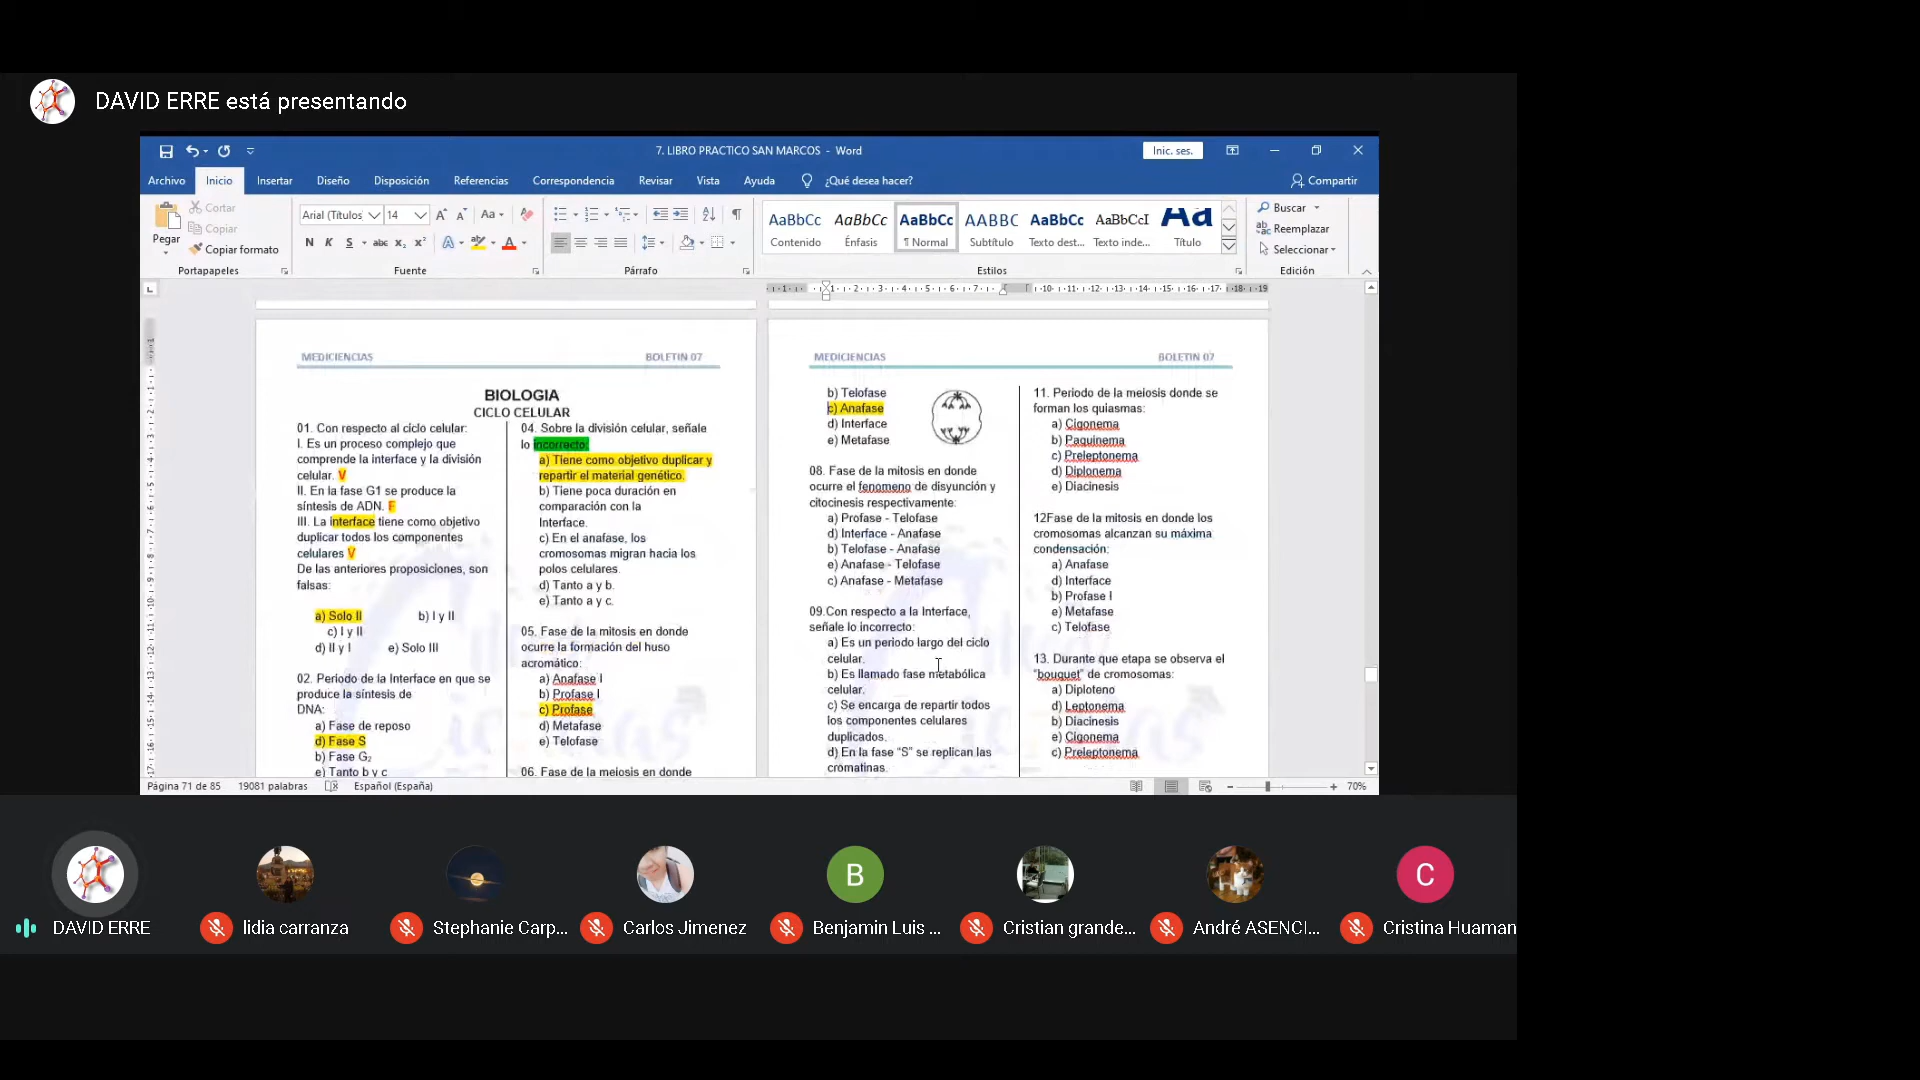 DAVID ERRE está presentando
7. LIBRO PRACTICO SAN MARCOS - Word
Inic. ses.
Archivo Inicio Insertar Diseño Disposición Referencias Correspondencia Revisar Vista Ayuda ¿Qué desea hacer? Compartir
Pegar
Cortar
Copiar
Copiar formato
Portapapeles
Arial (Títulos 14
N K S abc x₂ x²
Fuente
Párrafo
AaBbCc AaBbCc AaBbCc AABBC AaBbCc AaBbCcI Aa
Contenido Énfasis ¶ Normal Subtítulo Texto dest... Texto inde... Título
Estilos
Buscar
Reemplazar
Seleccionar
Edición
MEDICIENCIAS BOLETIN 07
BIOLOGIA
CICLO CELULAR
01. Con respecto al ciclo celular:
I. Es un proceso complejo que
comprende la interface y la división
celular. V
II. En la fase G1 se produce la
síntesis de ADN. F
III. La interface tiene como objetivo
duplicar todos los componentes
celulares V
De las anteriores proposiciones, son
falsas:
a) Solo II b) I y II
c) I y II
d) II y I e) Solo III
02. Periodo de la Interface en que se
produce la síntesis de
DNA:
a) Fase de reposo
d) Fase S
b) Fase G₂
e) Tanto b y c
04. Sobre la división celular, señale
lo incorrecto:
a) Tiene como objetivo duplicar y
repartir el material genético.
b) Tiene poca duración en
comparación con la
Interface.
c) En el anafase, los
cromosomas migran hacia los
polos celulares.
d) Tanto a y b.
e) Tanto a y c.
05. Fase de la mitosis en donde
ocurre la formación del huso
acromático:
a) Anafase I
b) Profase I
c) Profase
d) Metafase
e) Telofase
06. Fase de la meiosis en donde
MEDICIENCIAS BOLETIN 07
b) Telofase
c) Anafase
d) Interface
e) Metafase
08. Fase de la mitosis en donde
ocurre el fenomeno de disyunción y
citocinesis respectivamente:
a) Profase - Telofase
d) Interface - Anafase
b) Telofase - Anafase
e) Anafase - Telofase
c) Anafase - Metafase
09.Con respecto a la Interface,
señale lo incorrecto:
a) Es un periodo largo del ciclo
celular.
b) Es llamado fase metabólica
celular.
c) Se encarga de repartir todos
los componentes celulares
duplicados.
d) En la fase “S” se replican las
cromatinas.
11. Periodo de la meiosis donde se
forman los quiasmas:
a) Cigonema
b) Paquinema
c) Preleptonema
d) Diplonema
e) Diacinesis
12Fase de la mitosis en donde los
cromosomas alcanzan su máxima
condensación:
a) Anafase
d) Interface
b) Profase I
e) Metafase
c) Telofase
13. Durante que etapa se observa el
“bouquet” de cromosomas:
a) Diploteno
d) Leptonema
b) Diacinesis
e) Cigonema
c) Preleptonema
Página 71 de 85 19081 palabras Español (España) 70%
B C
DAVID ERRE lidia carranza Stephanie Carp... Carlos Jimenez Benjamin Luis ... Cristian grande... André ASENCI... Cristina Huaman